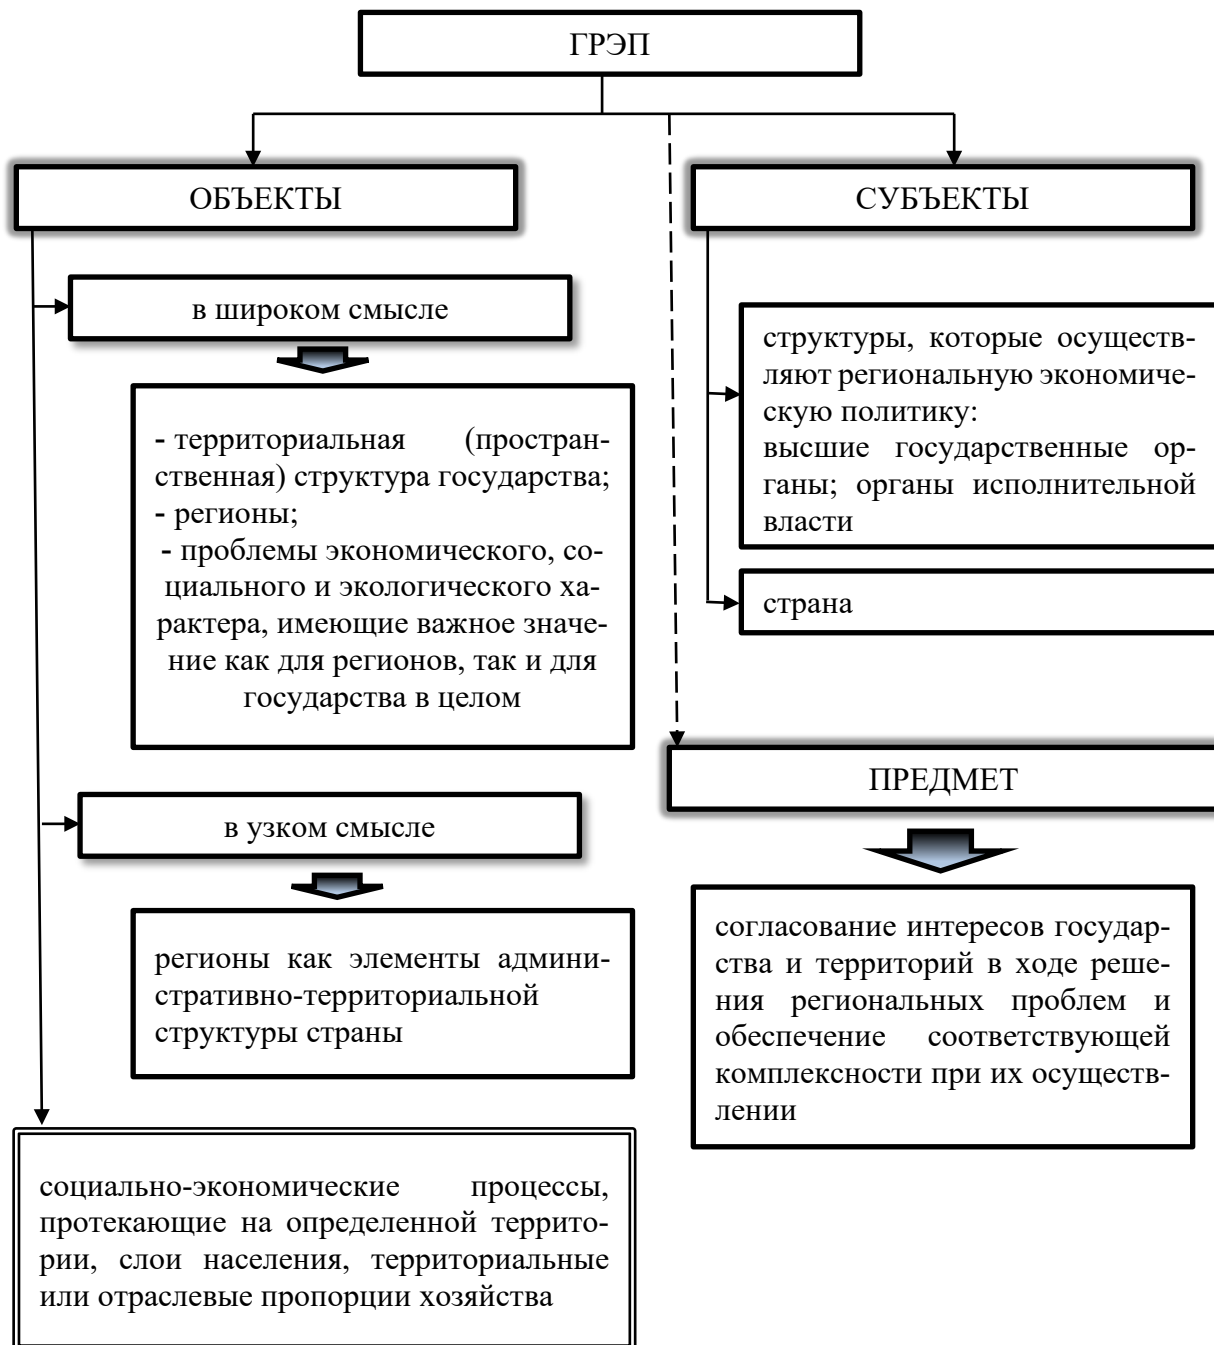 ГРЭП
ОБЪЕКТЫ
в широком смысле
- территориальная (простран-
ственная) структура государства;
- регионы;
- проблемы экономического, со-
циального и экологического ха-
рактера, имеющие важное значе-
ние как для регионов, так и для
государства в целом
в узком смысле
регионы как элементы админи-
стративно-территориальной
структуры страны
социально-экономические процессы,
протекающие на определенной террито-
рии, слои населения, территориальные
или отраслевые пропорции хозяйства
СУБЪЕКТЫ
структуры, которые осуществ-
ляют региональную экономиче-
скую политику:
высшие государственные ор-
ганы; органы исполнительной
власти
страна
ПРЕДМЕТ
согласование интересов государ-
ства и территорий в ходе реше-
ния региональных проблем и
обеспечение соответствующей
комплексности при их осуществ-
лении